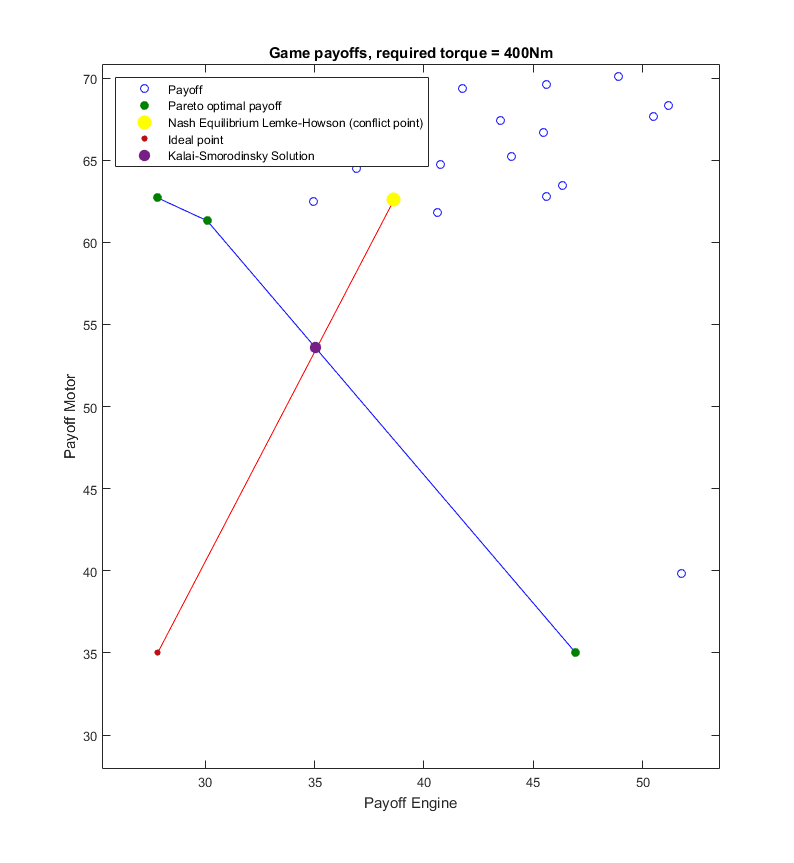 Game payoffs, required torque = 400Nm
Payoff
Pareto optimal payoff
Nash Equilibrium Lemke-Howson (conflict point)
Ideal point
Kalai-Smorodinsky Solution
70
65
60
55
50
45
40
35
30
Payoff Motor
30 35 40 45 50
Payoff Engine